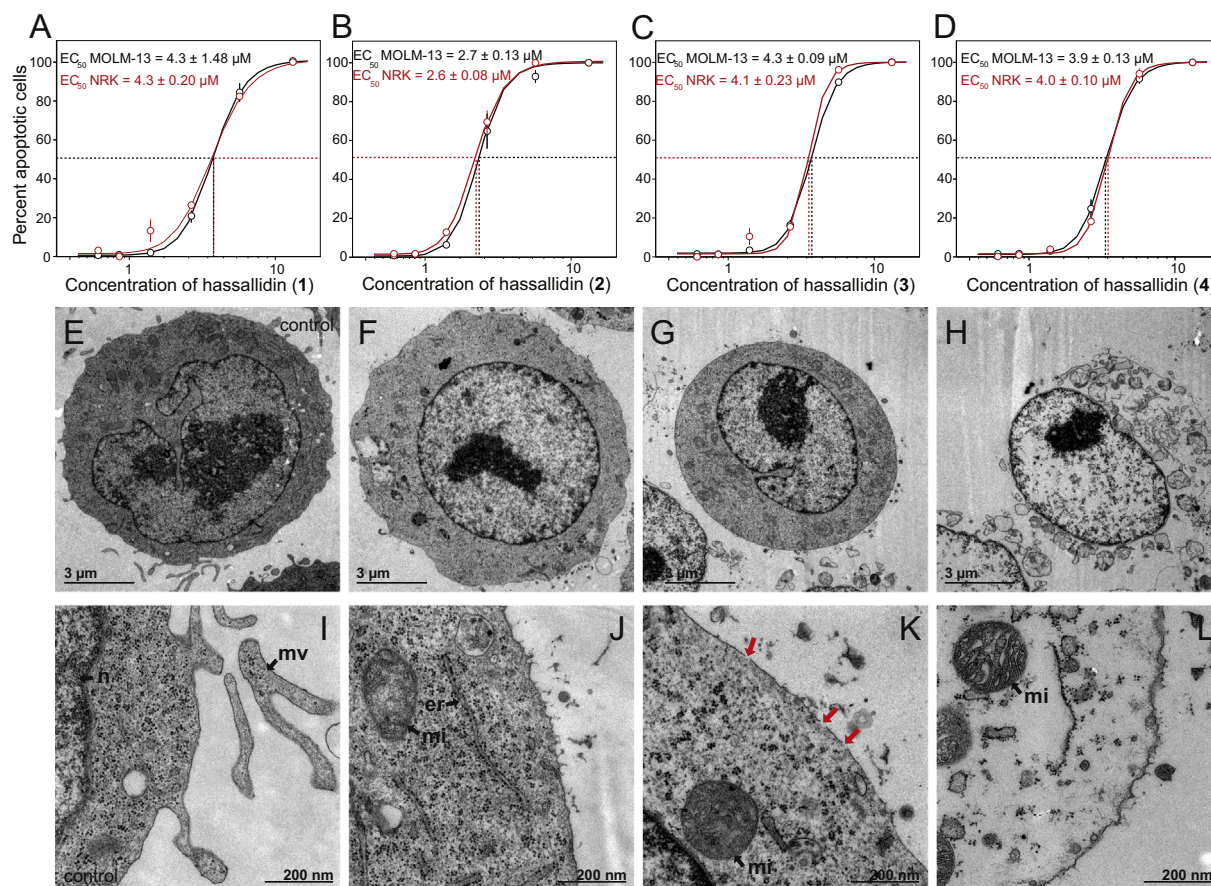 A
B
C
D
EC50 MOLM-13 = 4.3 ± 1.48 μM
EC50 NRK = 4.3 ± 0.20 μM
EC50 MOLM-13 = 2.7 ± 0.13 μM
EC50 NRK = 2.6 ± 0.08 μM
EC50 MOLM-13 = 4.3 ± 0.09 μM
EC50 NRK = 4.1 ± 0.23 μM
EC50 MOLM-13 = 3.9 ± 0.13 μM
EC50 NRK = 4.0 ± 0.10 μM
Percent apoptotic cells
100
80
60
40
20
0
100
80
60
40
20
0
100
80
60
40
20
0
100
80
60
40
20
0
1 10
1 10
1 10
1 10
Concentration of hassallidin (1)
Concentration of hassallidin (2)
Concentration of hassallidin (3)
Concentration of hassallidin (4)
E
control
3 μm
F
3 μm
G
3 μm
H
3 μm
I
mv
n
control
200 nm
J
er
mi
200 nm
K
mi
200 nm
L
mi
200 nm